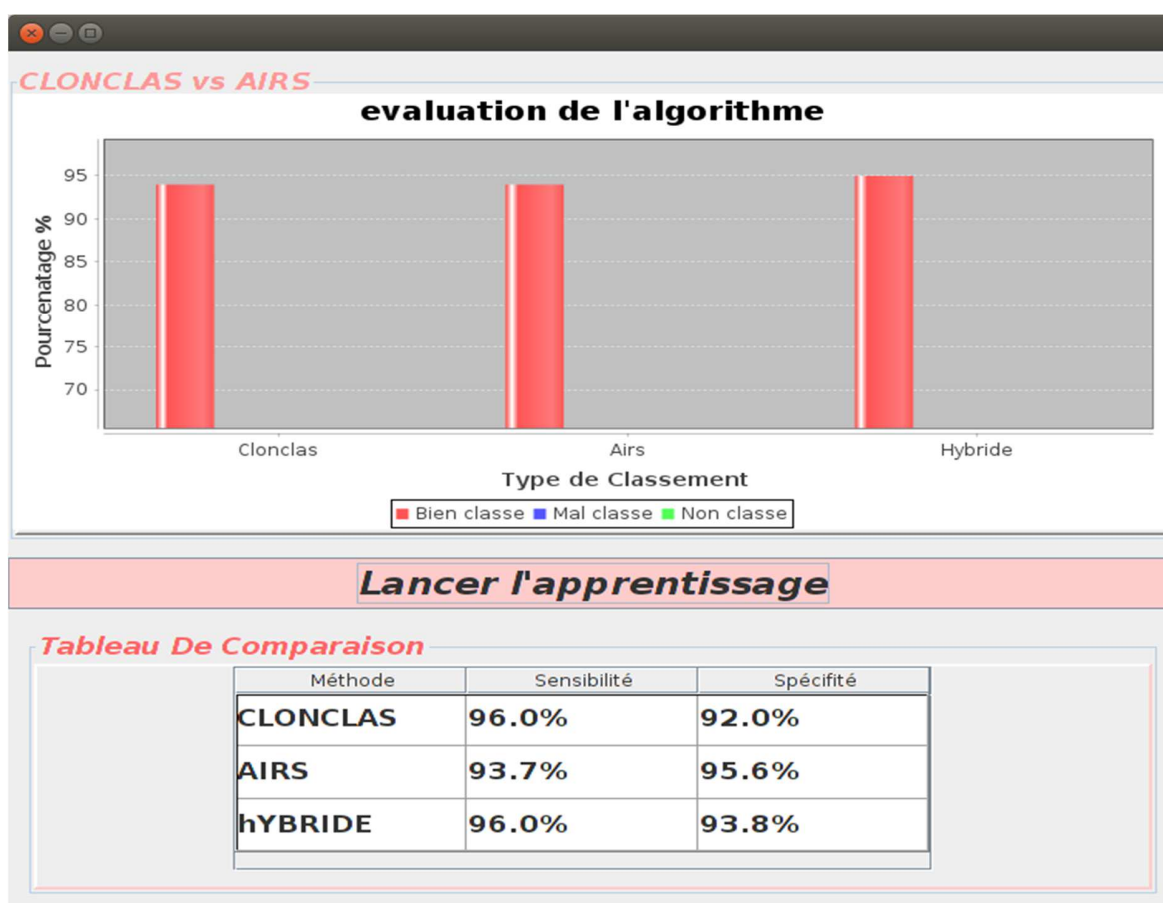 CLONCLAS vs AIRS
evaluation de l'algorithme
Pourcenatage %
95
90
85
80
75
70
Clonclas Airs Hybride
Type de Classement
Bien classe Mal classe Non classe
Lancer l'apprentissage
Tableau De Comparaison
Méthode Sensibilité Spécifité
CLONCLAS 96.0% 92.0%
AIRS 93.7% 95.6%
hYBRIDE 96.0% 93.8%